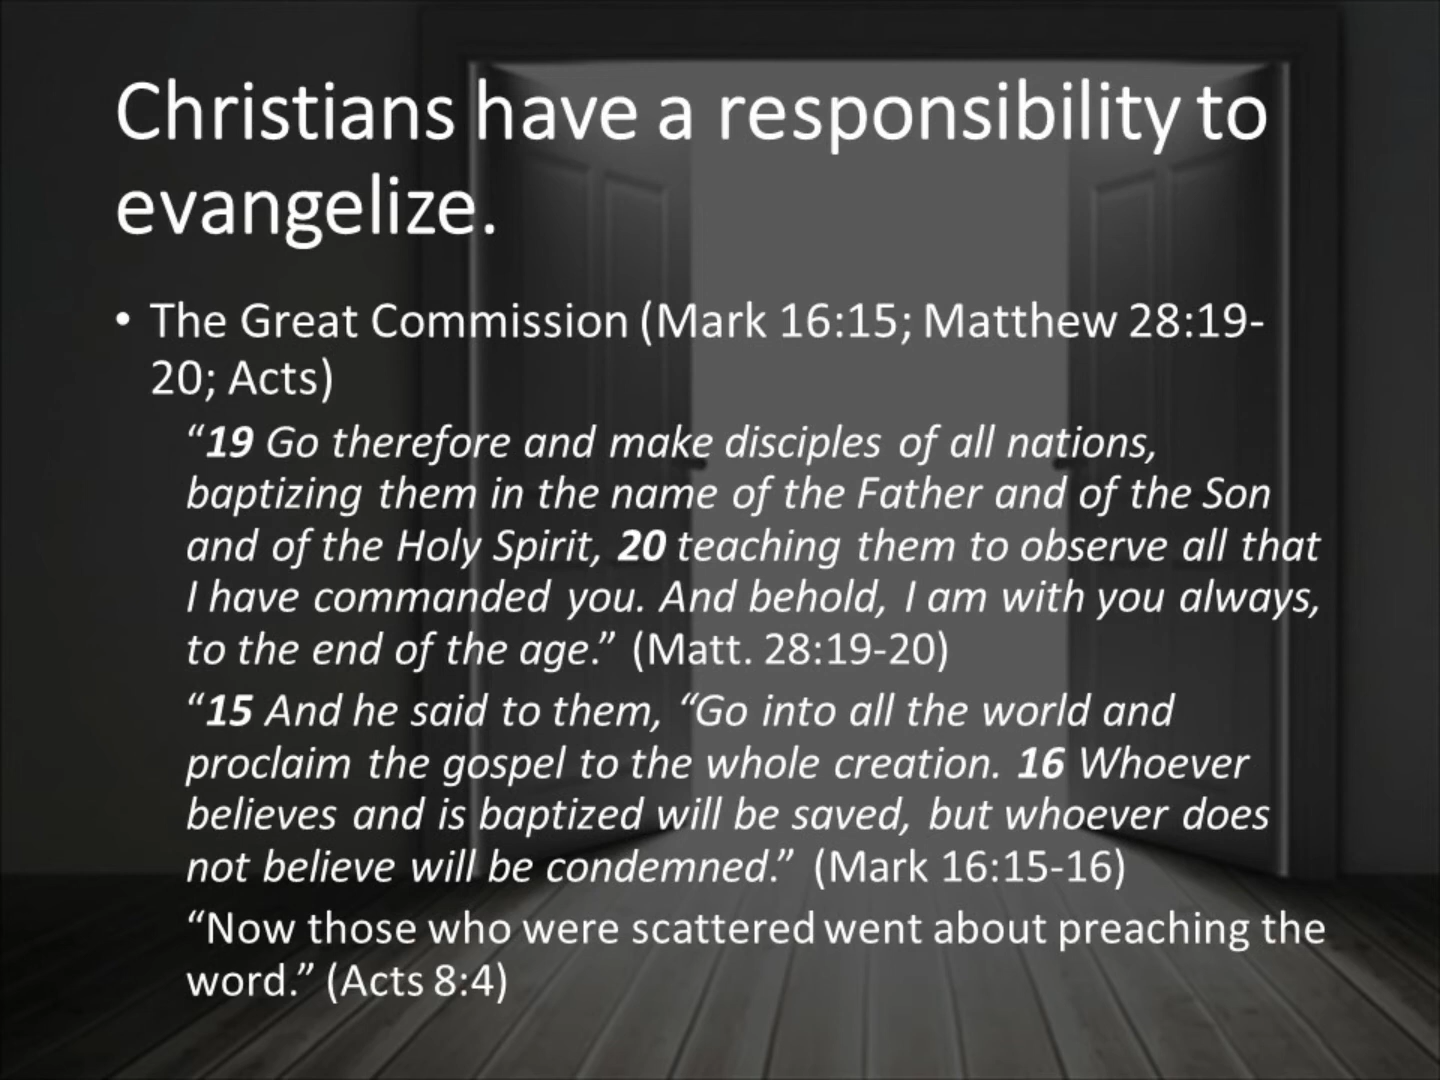 Christians have a responsibility to
evangelize.
• The Great Commission (Mark 16:15; Matthew 28:19-
20; Acts)
“19 Go therefore and make disciples of all nations,
baptizing them in the name of the Father and of the Son
and of the Holy Spirit, 20 teaching them to observe all that
I have commanded you. And behold, I am with you always,
to the end of the age.” (Matt. 28:19-20)
“15 And he said to them, “Go into all the world and
proclaim the gospel to the whole creation. 16 Whoever
believes and is baptized will be saved, but whoever does
not believe will be condemned.” (Mark 16:15-16)
“Now those who were scattered went about preaching the
word.” (Acts 8:4)